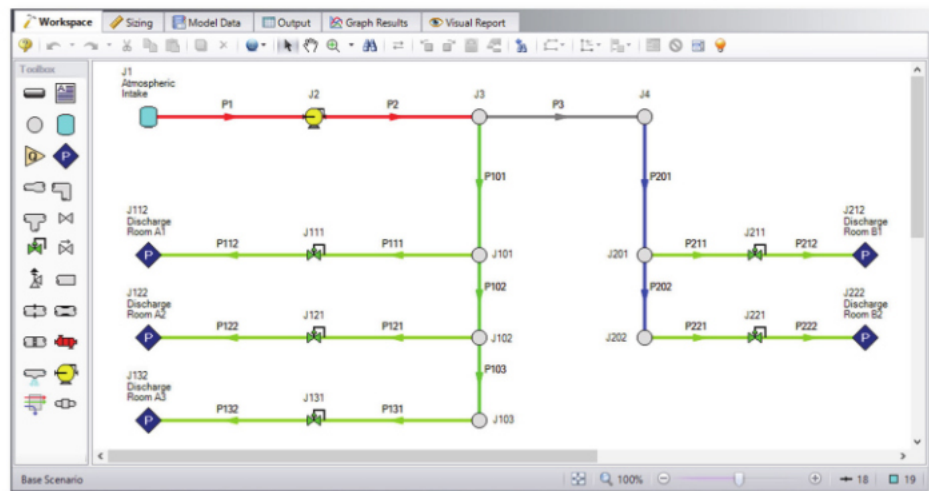 Workspace Sizing Model Data Output Graph Results Visual Report
Toolbox
J1
Atmospheric
Intake
P1
J2
P2
J3
P3
J4
P101
P201
J112
Discharge
Room A1
P112
J111
P111
J101
J201
P211
J211
P212
J212
Discharge
Room B1
P102
P202
J122
Discharge
Room A2
P122
J121
P121
J102
J202
P221
J221
P222
J222
Discharge
Room B2
P103
J132
Discharge
Room A3
P132
J131
P131
J103
Base Scenario
100%
18
19